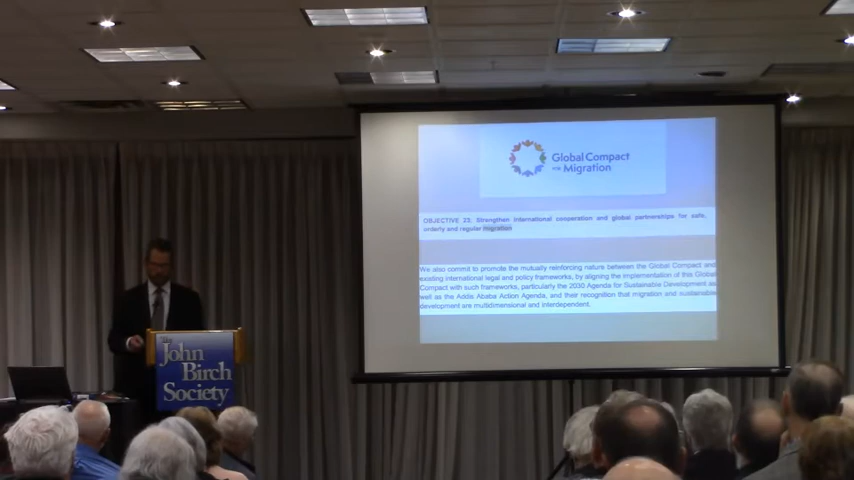 Global Compact
FOR Migration
OBJECTIVE 23: Strengthen international cooperation and global partnerships for safe,
orderly and regular migration
We also commit to promote the mutually reinforcing nature between the Global Compact and
existing international legal and policy frameworks, by aligning the implementation of this Global
Compact with such frameworks, particularly the 2030 Agenda for Sustainable Development as
well as the Addis Ababa Action Agenda, and their recognition that migration and sustainable
development are multidimensional and interdependent.
The
John
Birch
Society